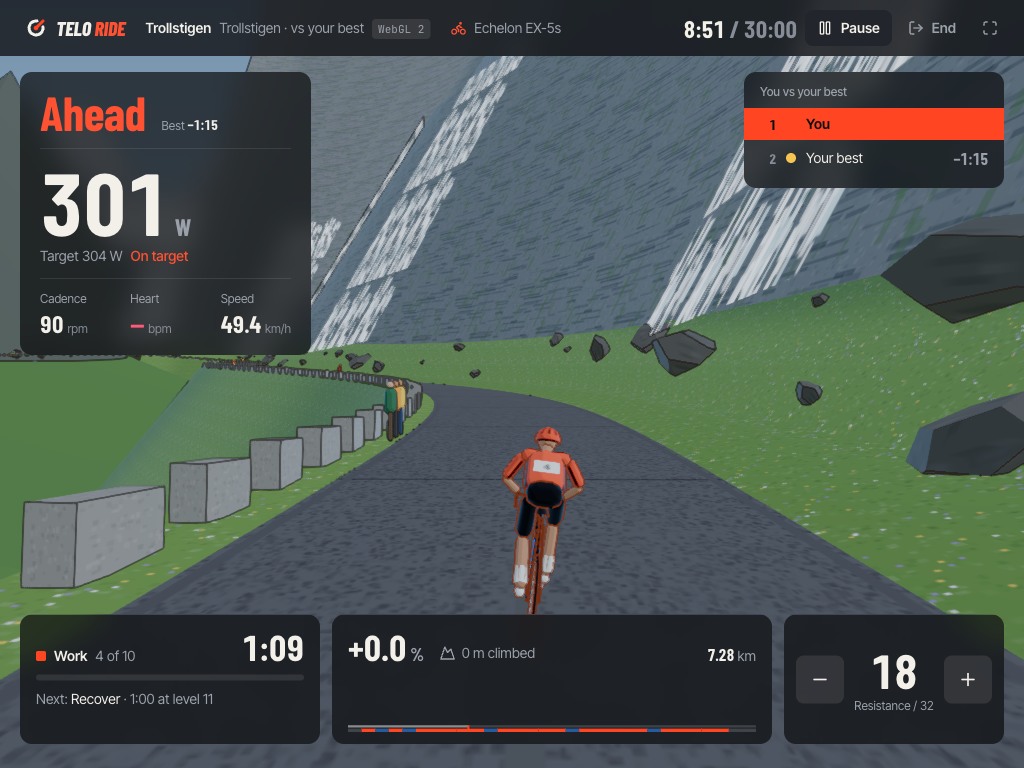 TELO RIDE
Trollstigen Trollstigen · vs your best WebGL 2 Echelon EX-5s
8:51 / 30:00 Pause End
Ahead Best −1:15
301 W
Target 304 W On target
Cadence Heart Speed
90 rpm — bpm 49.4 km/h
You vs your best
1 You
2 Your best −1:15
Work 4 of 10 1:09
Next: Recover · 1:00 at level 11
+0.0 % 0 m climbed 7.28 km
− 18 +
Resistance / 32